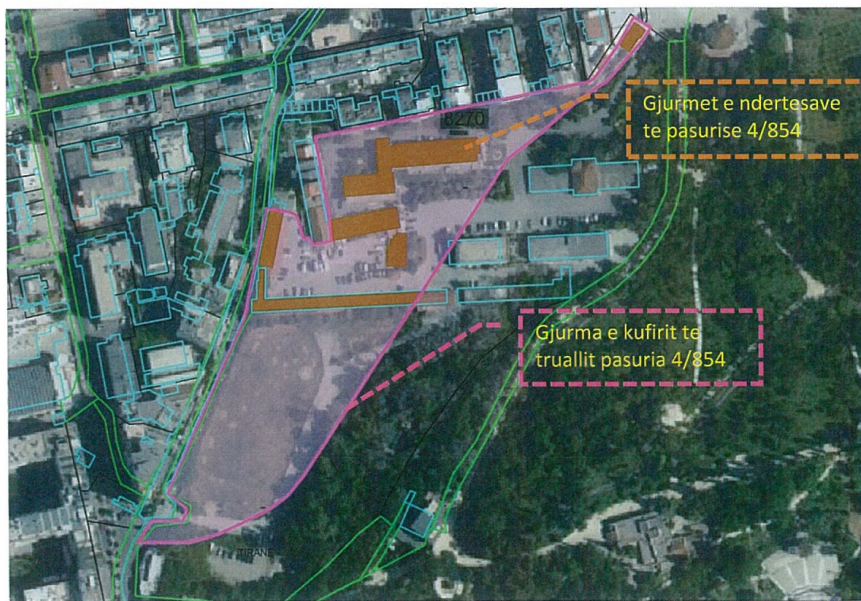 8270
Gjurmet e ndertesave
te pasurise 4/854
Gjurma e kufirit te
truallit pasuria 4/854
TIRANE